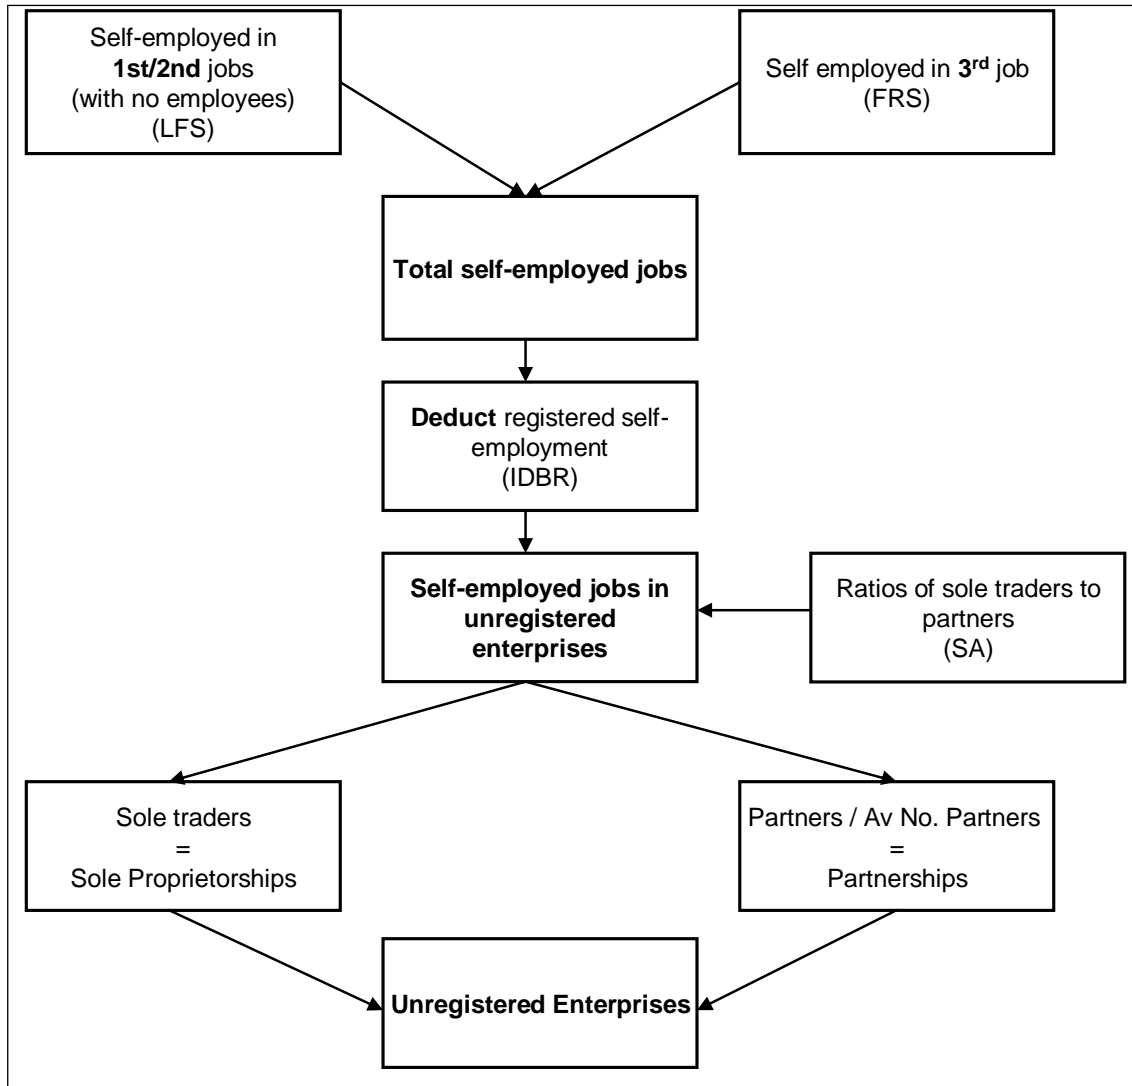 Self-employed in
1st/2nd jobs
(with no employees)
(LFS)
Self employed in 3rd job
(FRS)
Total self-employed jobs
Deduct registered self-
employment
(IDBR)
Self-employed jobs in
unregistered
enterprises
Ratios of sole traders to
partners
(SA)
Sole traders
=
Sole Proprietorships
Partners / Av No. Partners
=
Partnerships
Unregistered Enterprises